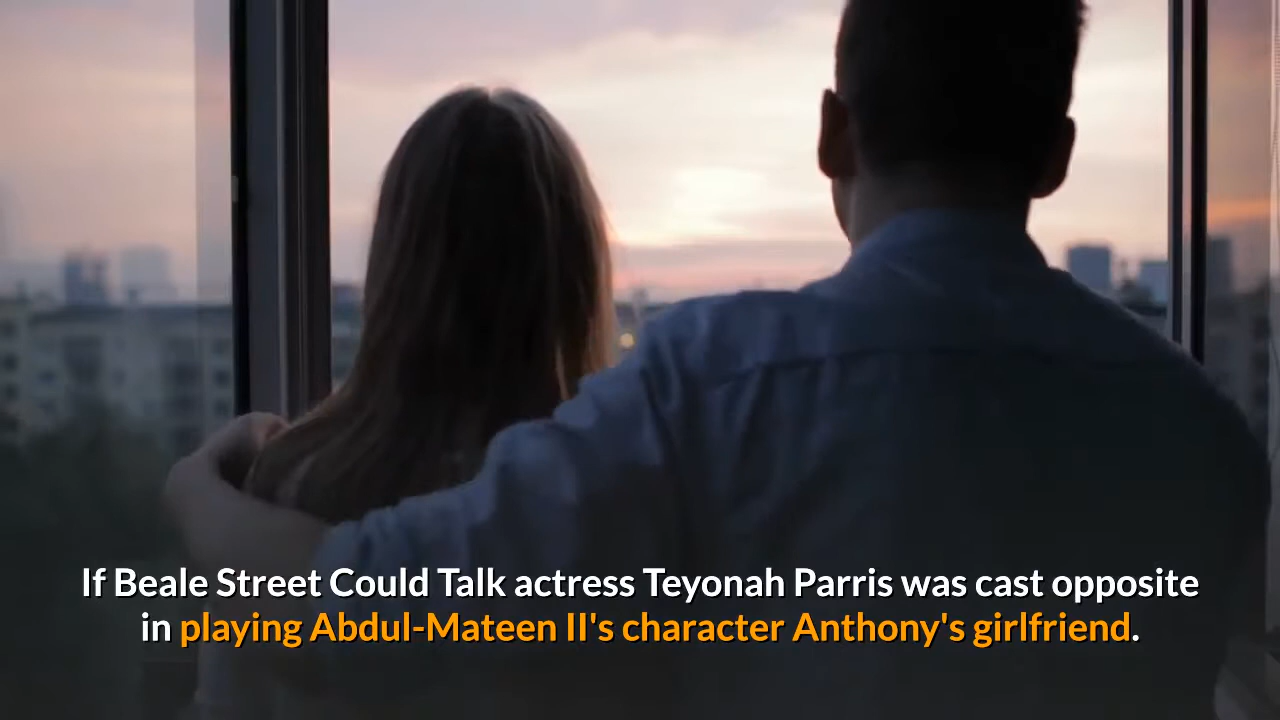 If Beale Street Could Talk actress Teyonah Parris was cast opposite
in playing Abdul-Mateen II's character Anthony's girlfriend.